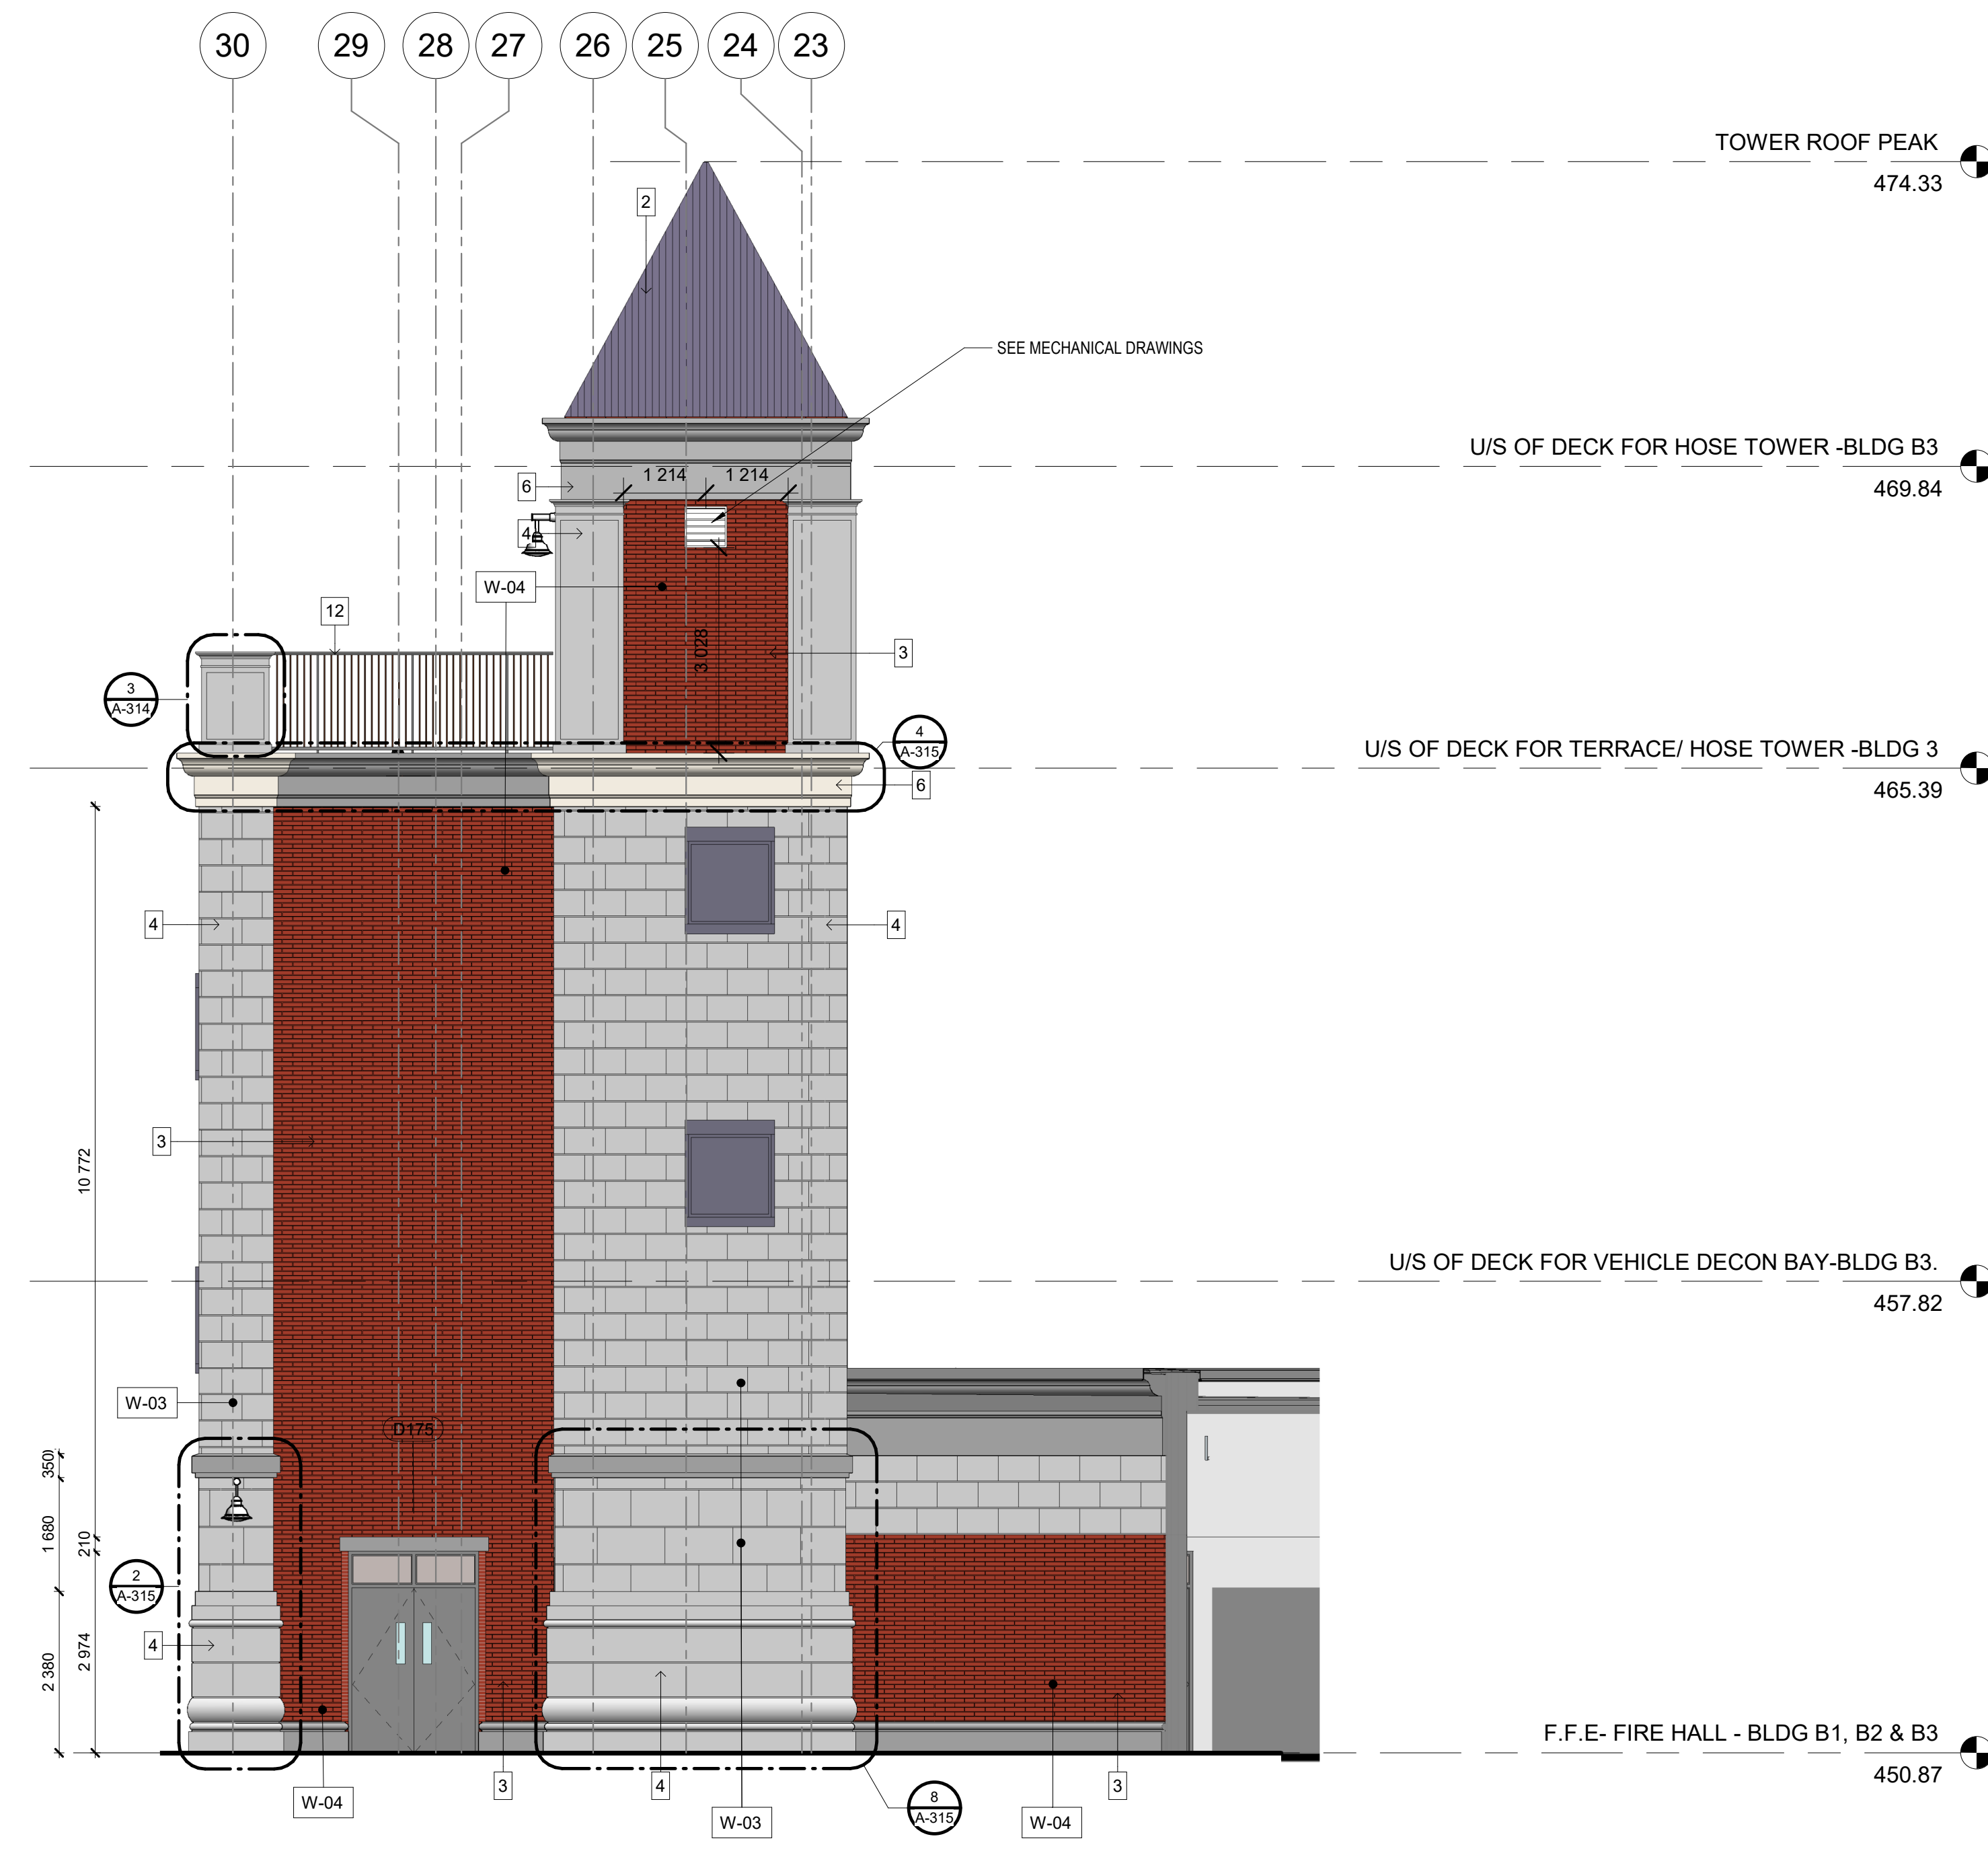 30 29 28 27 26 25 24 23
TOWER ROOF PEAK
474.33
2
SEE MECHANICAL DRAWINGS
U/S OF DECK FOR HOSE TOWER -BLDG B3
469.84
1 214 1 214
6
4
W-04
12
3 028
3
3
A-314
4
A-315
U/S OF DECK FOR TERRACE/ HOSE TOWER -BLDG 3
465.39
6
4
4
3
10 772
U/S OF DECK FOR VEHICLE DECON BAY-BLDG B3.
457.82
W-03
D175
350
1 680
210
2
A-315
4
2 380
2 974
F.F.E- FIRE HALL - BLDG B1, B2 & B3
450.87
3
4
3
W-04
W-03
8
A-315
W-04